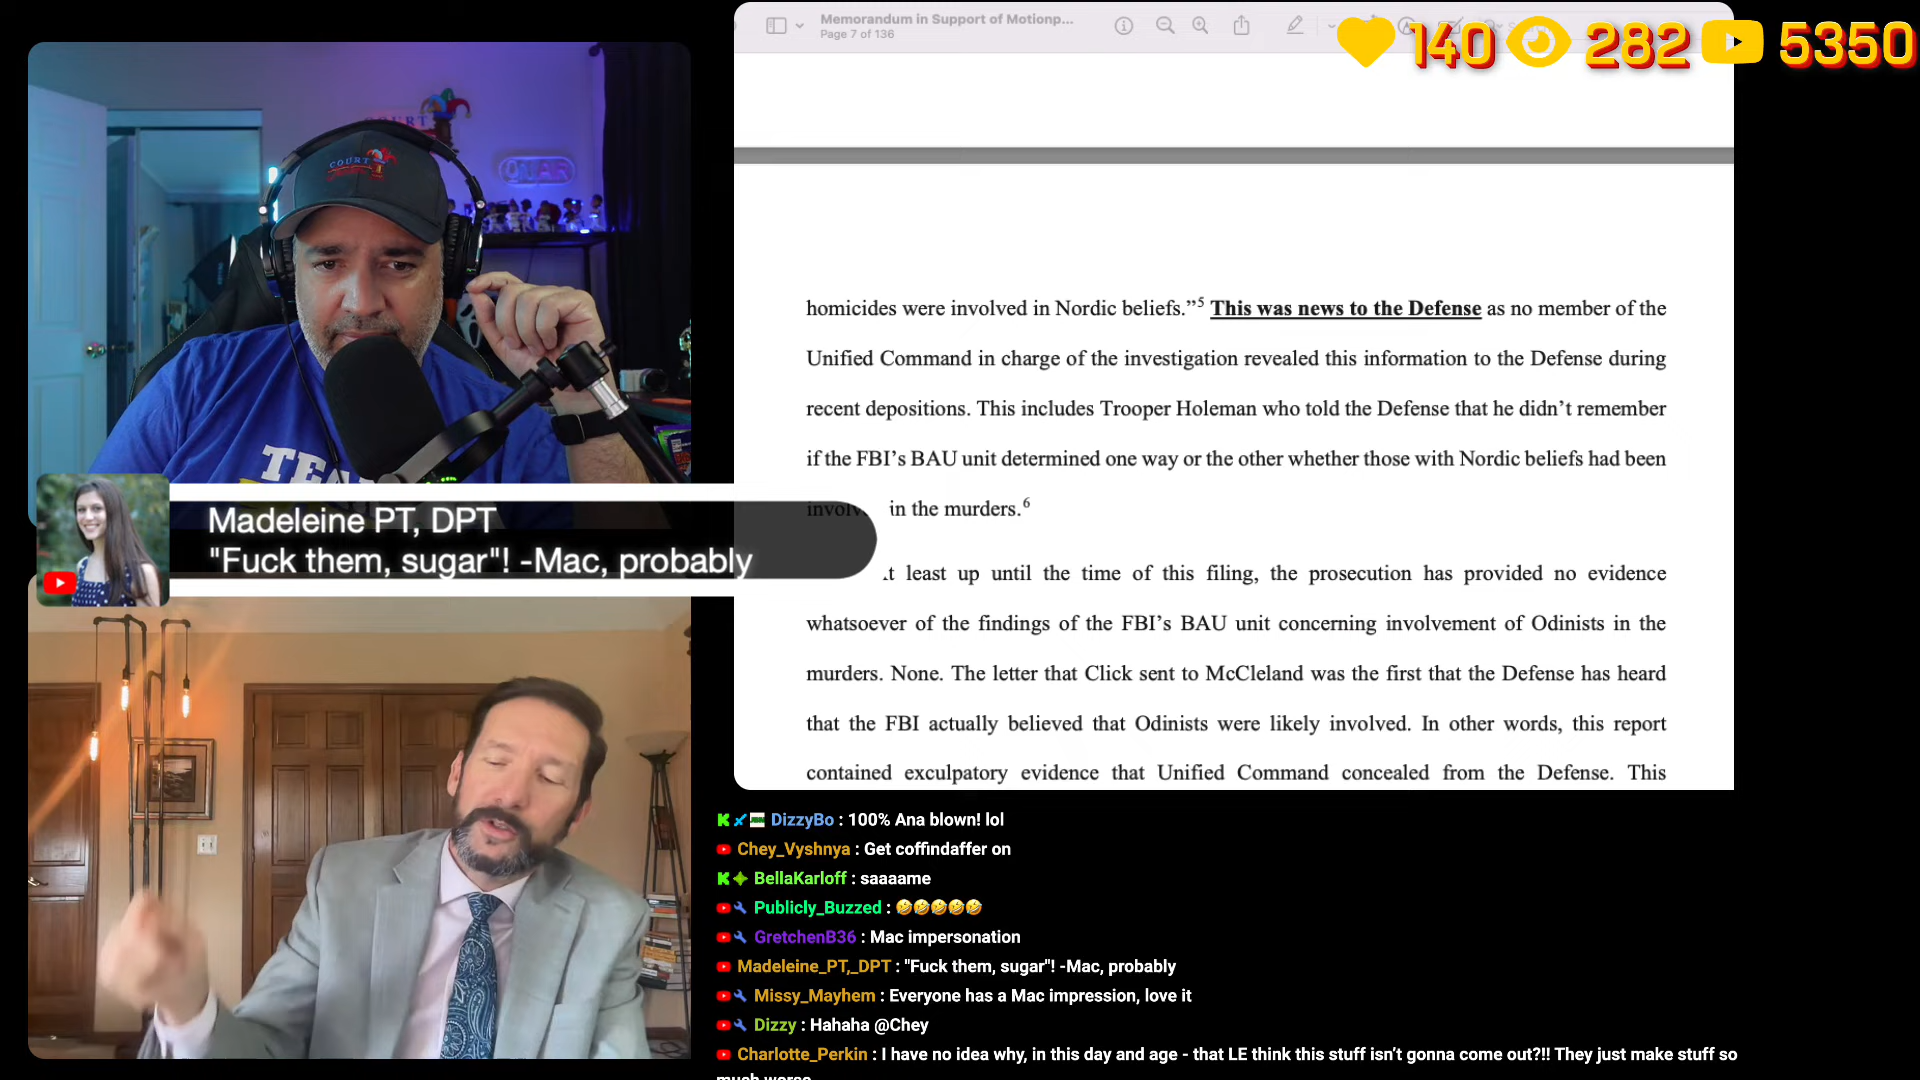 Memorandum in Support of Motionp...
Page 7 of 136
140
282
5350
COURT
COURT
ON AIR
homicides were involved in Nordic beliefs.”5 This was news to the Defense as no member of the
Unified Command in charge of the investigation revealed this information to the Defense during
recent depositions. This includes Trooper Holeman who told the Defense that he didn’t remember
if the FBI’s BAU unit determined one way or the other whether those with Nordic beliefs had been
in the murders.6
Madeleine PT, DPT
"Fuck them, sugar"! -Mac, probably
t least up until the time of this filing, the prosecution has provided no evidence
whatsoever of the findings of the FBI’s BAU unit concerning involvement of Odinists in the
murders. None. The letter that Click sent to McCleland was the first that the Defense has heard
that the FBI actually believed that Odinists were likely involved. In other words, this report
contained exculpatory evidence that Unified Command concealed from the Defense. This
DizzyBo : 100% Ana blown! lol
Chey_Vyshnya : Get coffindaffer on
BellaKarloff : saaaame
Publicly_Buzzed : 🤣🤣🤣🤣🤣
GretchenB36 : Mac impersonation
Madeleine_PT,_DPT : "Fuck them, sugar"! -Mac, probably
Missy_Mayhem : Everyone has a Mac impression, love it
Dizzy : Hahaha @Chey
Charlotte_Perkin : I have no idea why, in this day and age - that LE think this stuff isn’t gonna come out?!! They just make stuff so
much worse